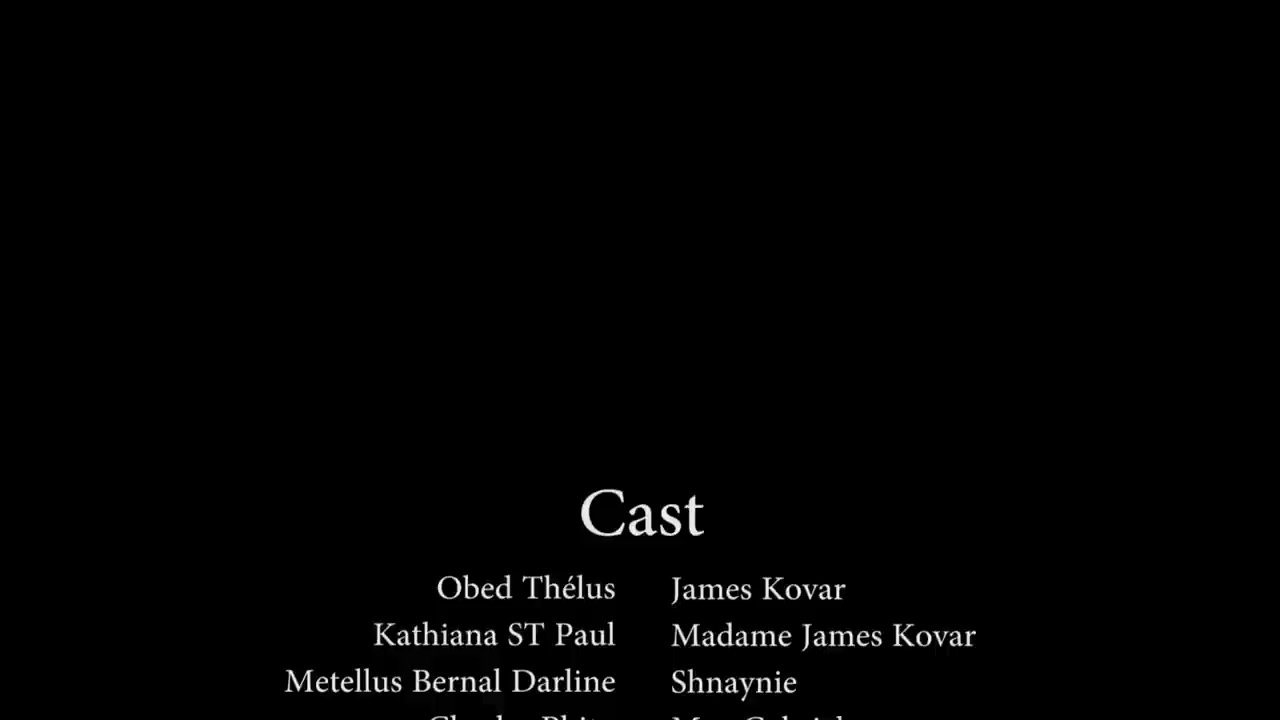 Cast
Obed Thélus James Kovar
Kathiana ST Paul Madame James Kovar
Metellus Bernal Darline Shnaynie